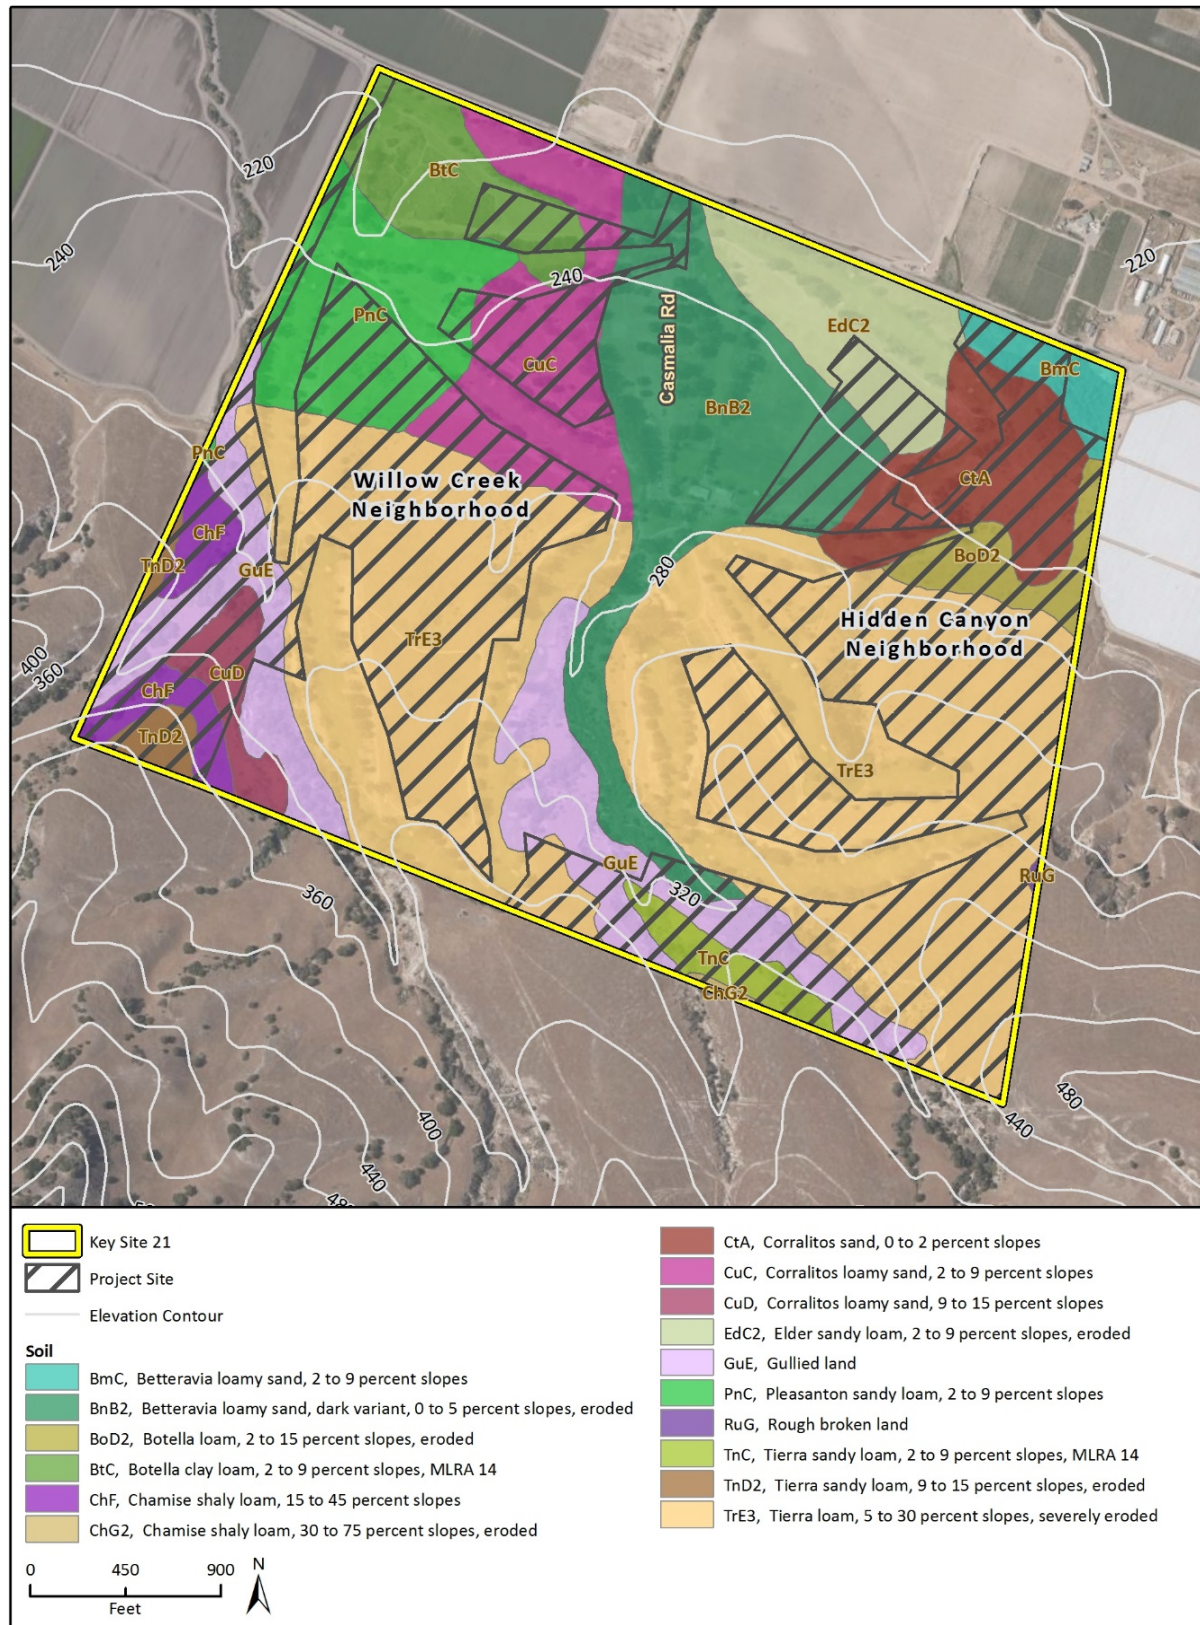 220
240
BtC
240
220
PnC
CuC
Casmalia Rd
EdC2
BmC
BnB2
PnC
Willow Creek
Neighborhood
CtA
ChF
TnD2
GuE
280
BoD2
Hidden Canyon
Neighborhood
TrE3
400
360
CuD
ChF
TnD2
TrE3
GuE
320
RuG
360
TnC
ChG2
480
440
400
440
Key Site 21
Project Site
Elevation Contour
Soil
BmC, Betteravia loamy sand, 2 to 9 percent slopes
BnB2, Betteravia loamy sand, dark variant, 0 to 5 percent slopes, eroded
BoD2, Botella loam, 2 to 15 percent slopes, eroded
BtC, Botella clay loam, 2 to 9 percent slopes, MLRA 14
ChF, Chamise shaly loam, 15 to 45 percent slopes
ChG2, Chamise shaly loam, 30 to 75 percent slopes, eroded
CtA, Corralitos sand, 0 to 2 percent slopes
CuC, Corralitos loamy sand, 2 to 9 percent slopes
CuD, Corralitos loamy sand, 9 to 15 percent slopes
EdC2, Elder sandy loam, 2 to 9 percent slopes, eroded
GuE, Gullied land
PnC, Pleasanton sandy loam, 2 to 9 percent slopes
RuG, Rough broken land
TnC, Tierra sandy loam, 2 to 9 percent slopes, MLRA 14
TnD2, Tierra sandy loam, 9 to 15 percent slopes, eroded
TrE3, Tierra loam, 5 to 30 percent slopes, severely eroded
0 450 900
Feet
N